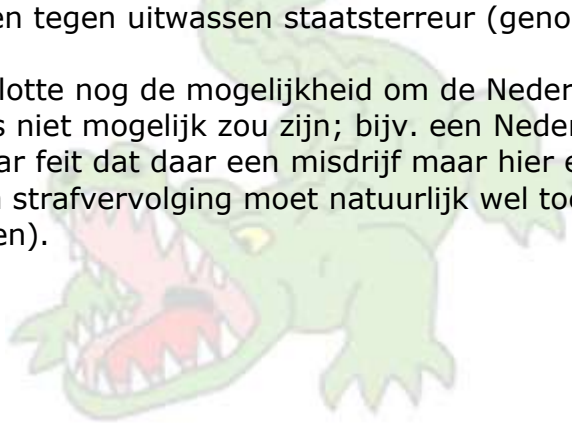 en tegen uitwassen staatsterreur (geno
lotte nog de mogelijkheid om de Neder
s niet mogelijk zou zijn; bijv. een Neder
ar feit dat daar een misdrijf maar hier e
strafvervolging moet natuurlijk wel toe
en).